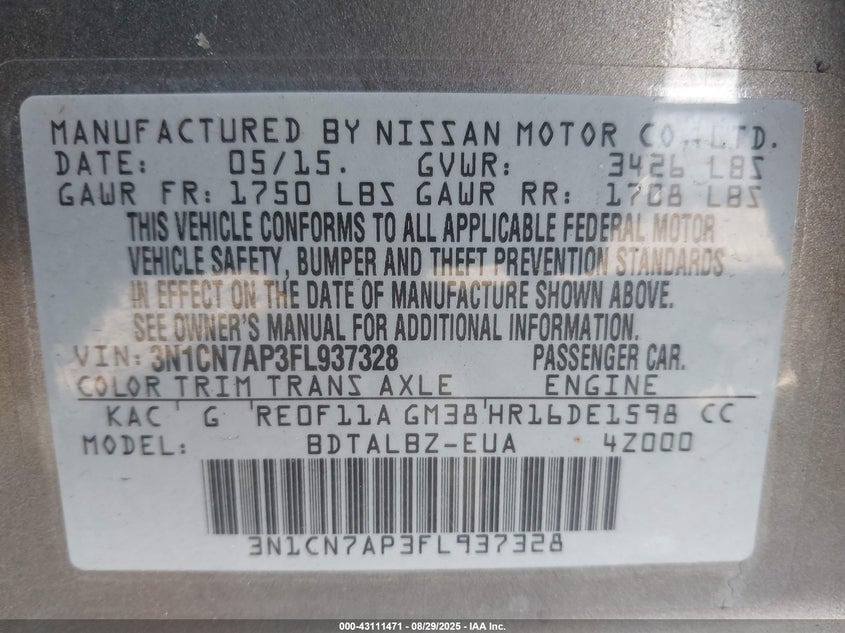 MANUFACTURED BY NISSAN MOTOR CO., LTD.
DATE: 05/15. GVWR: 3426 LBS
GAWR FR: 1750 LBS GAWR RR: 1708 LBS
THIS VEHICLE CONFORMS TO ALL APPLICABLE FEDERAL MOTOR
VEHICLE SAFETY, BUMPER AND THEFT PREVENTION STANDARDS
IN EFFECT ON THE DATE OF MANUFACTURE SHOWN ABOVE.
SEE OWNER'S MANUAL FOR ADDITIONAL INFORMATION.
VIN: 3N1CN7AP3FL937328 PASSENGER CAR.
COLOR TRIM TRANS AXLE ENGINE
KAC G RE0F11A GM38 HR16DE1598 CC
MODEL: BDTALBZ-EUA 4Z000
3N1CN7AP3FL937328
000-43111471 - 08/29/2025 - IAA Inc.